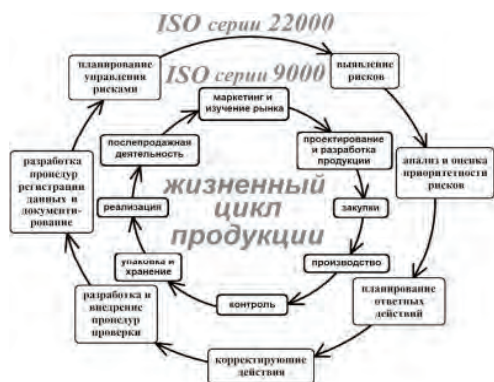 ISO серии 22000
планирование
управления
рисками
выявление
рисков
анализ и оценка
приоритетности
рисков
планирование
ответных
действий
корректирующие
действия
разработка и
внедрение
процедур
проверки
разработка
процедур
регистрации
данных и
документи-
рование
ISO серии 9000
маркетинг и
изучение рынка
проектирование
и разработка
продукции
закупки
производство
контроль
упаковка и
хранение
реализация
послепродажная
деятельность
жизненный
цикл
продукции